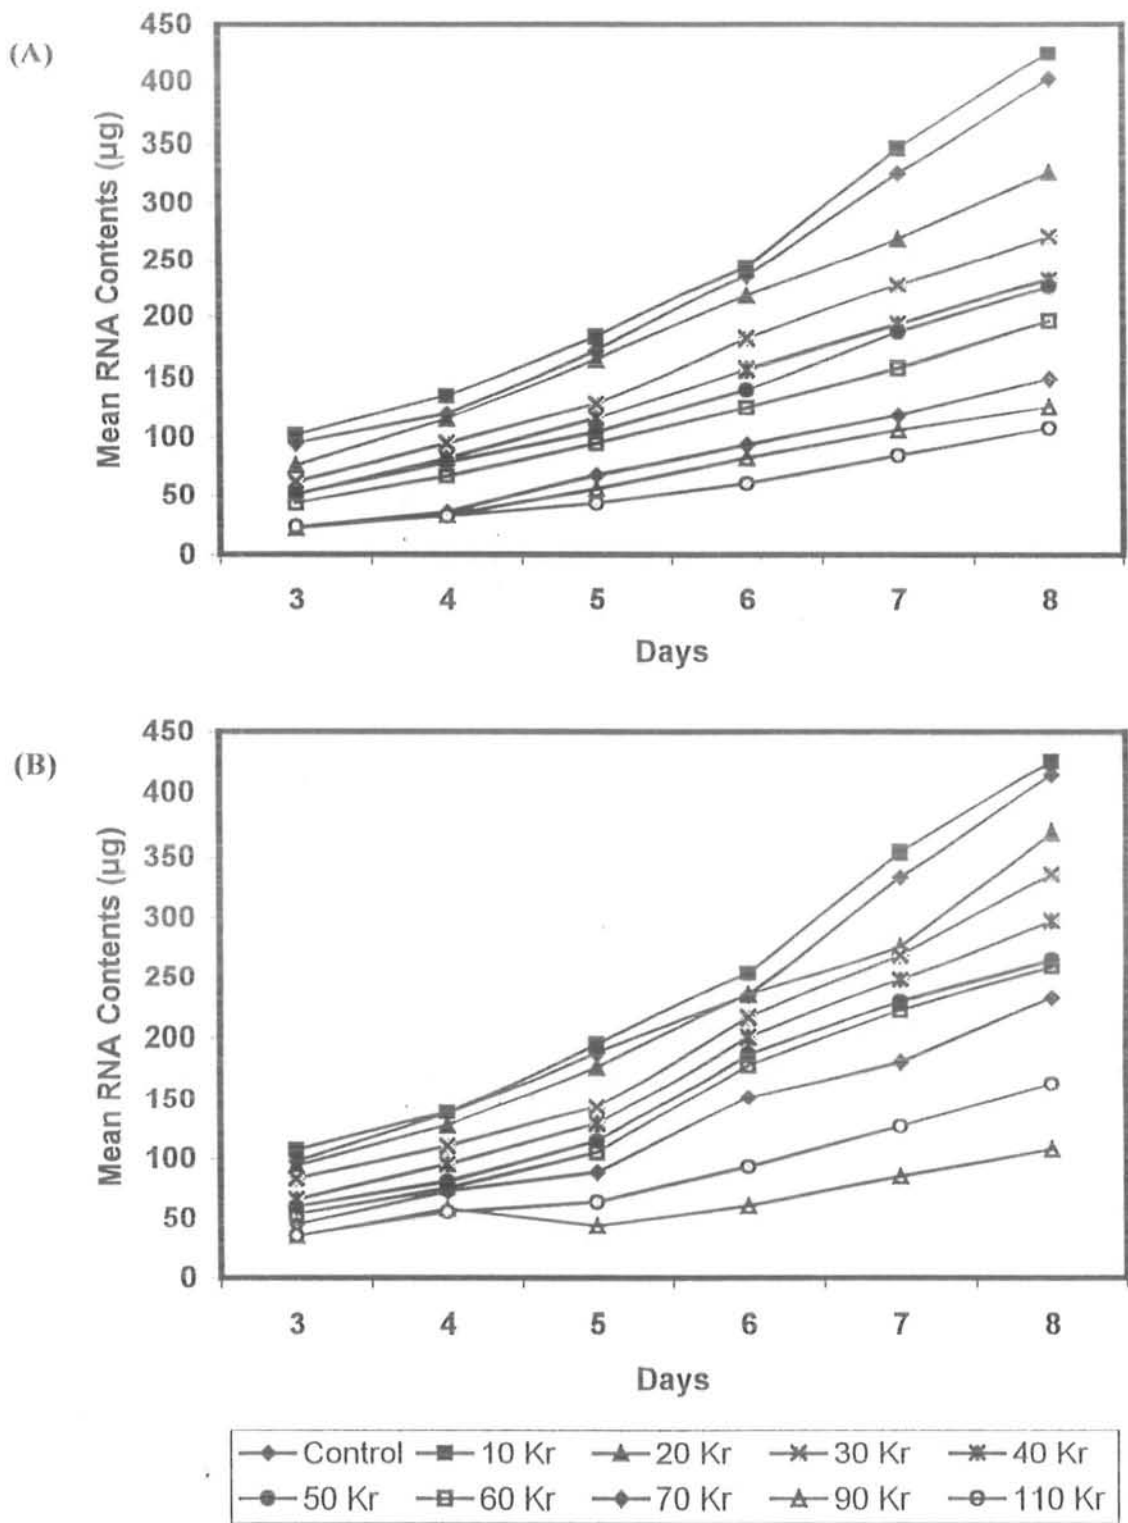 (A)
Mean RNA Contents (µg)
450
400
350
300
250
200
150
100
50
0
3 4 5 6 7 8
Days
(B)
Mean RNA Contents (µg)
450
400
350
300
250
200
150
100
50
0
3 4 5 6 7 8
Days
Control 10 Kr 20 Kr 30 Kr 40 Kr
50 Kr 60 Kr 70 Kr 90 Kr 110 Kr